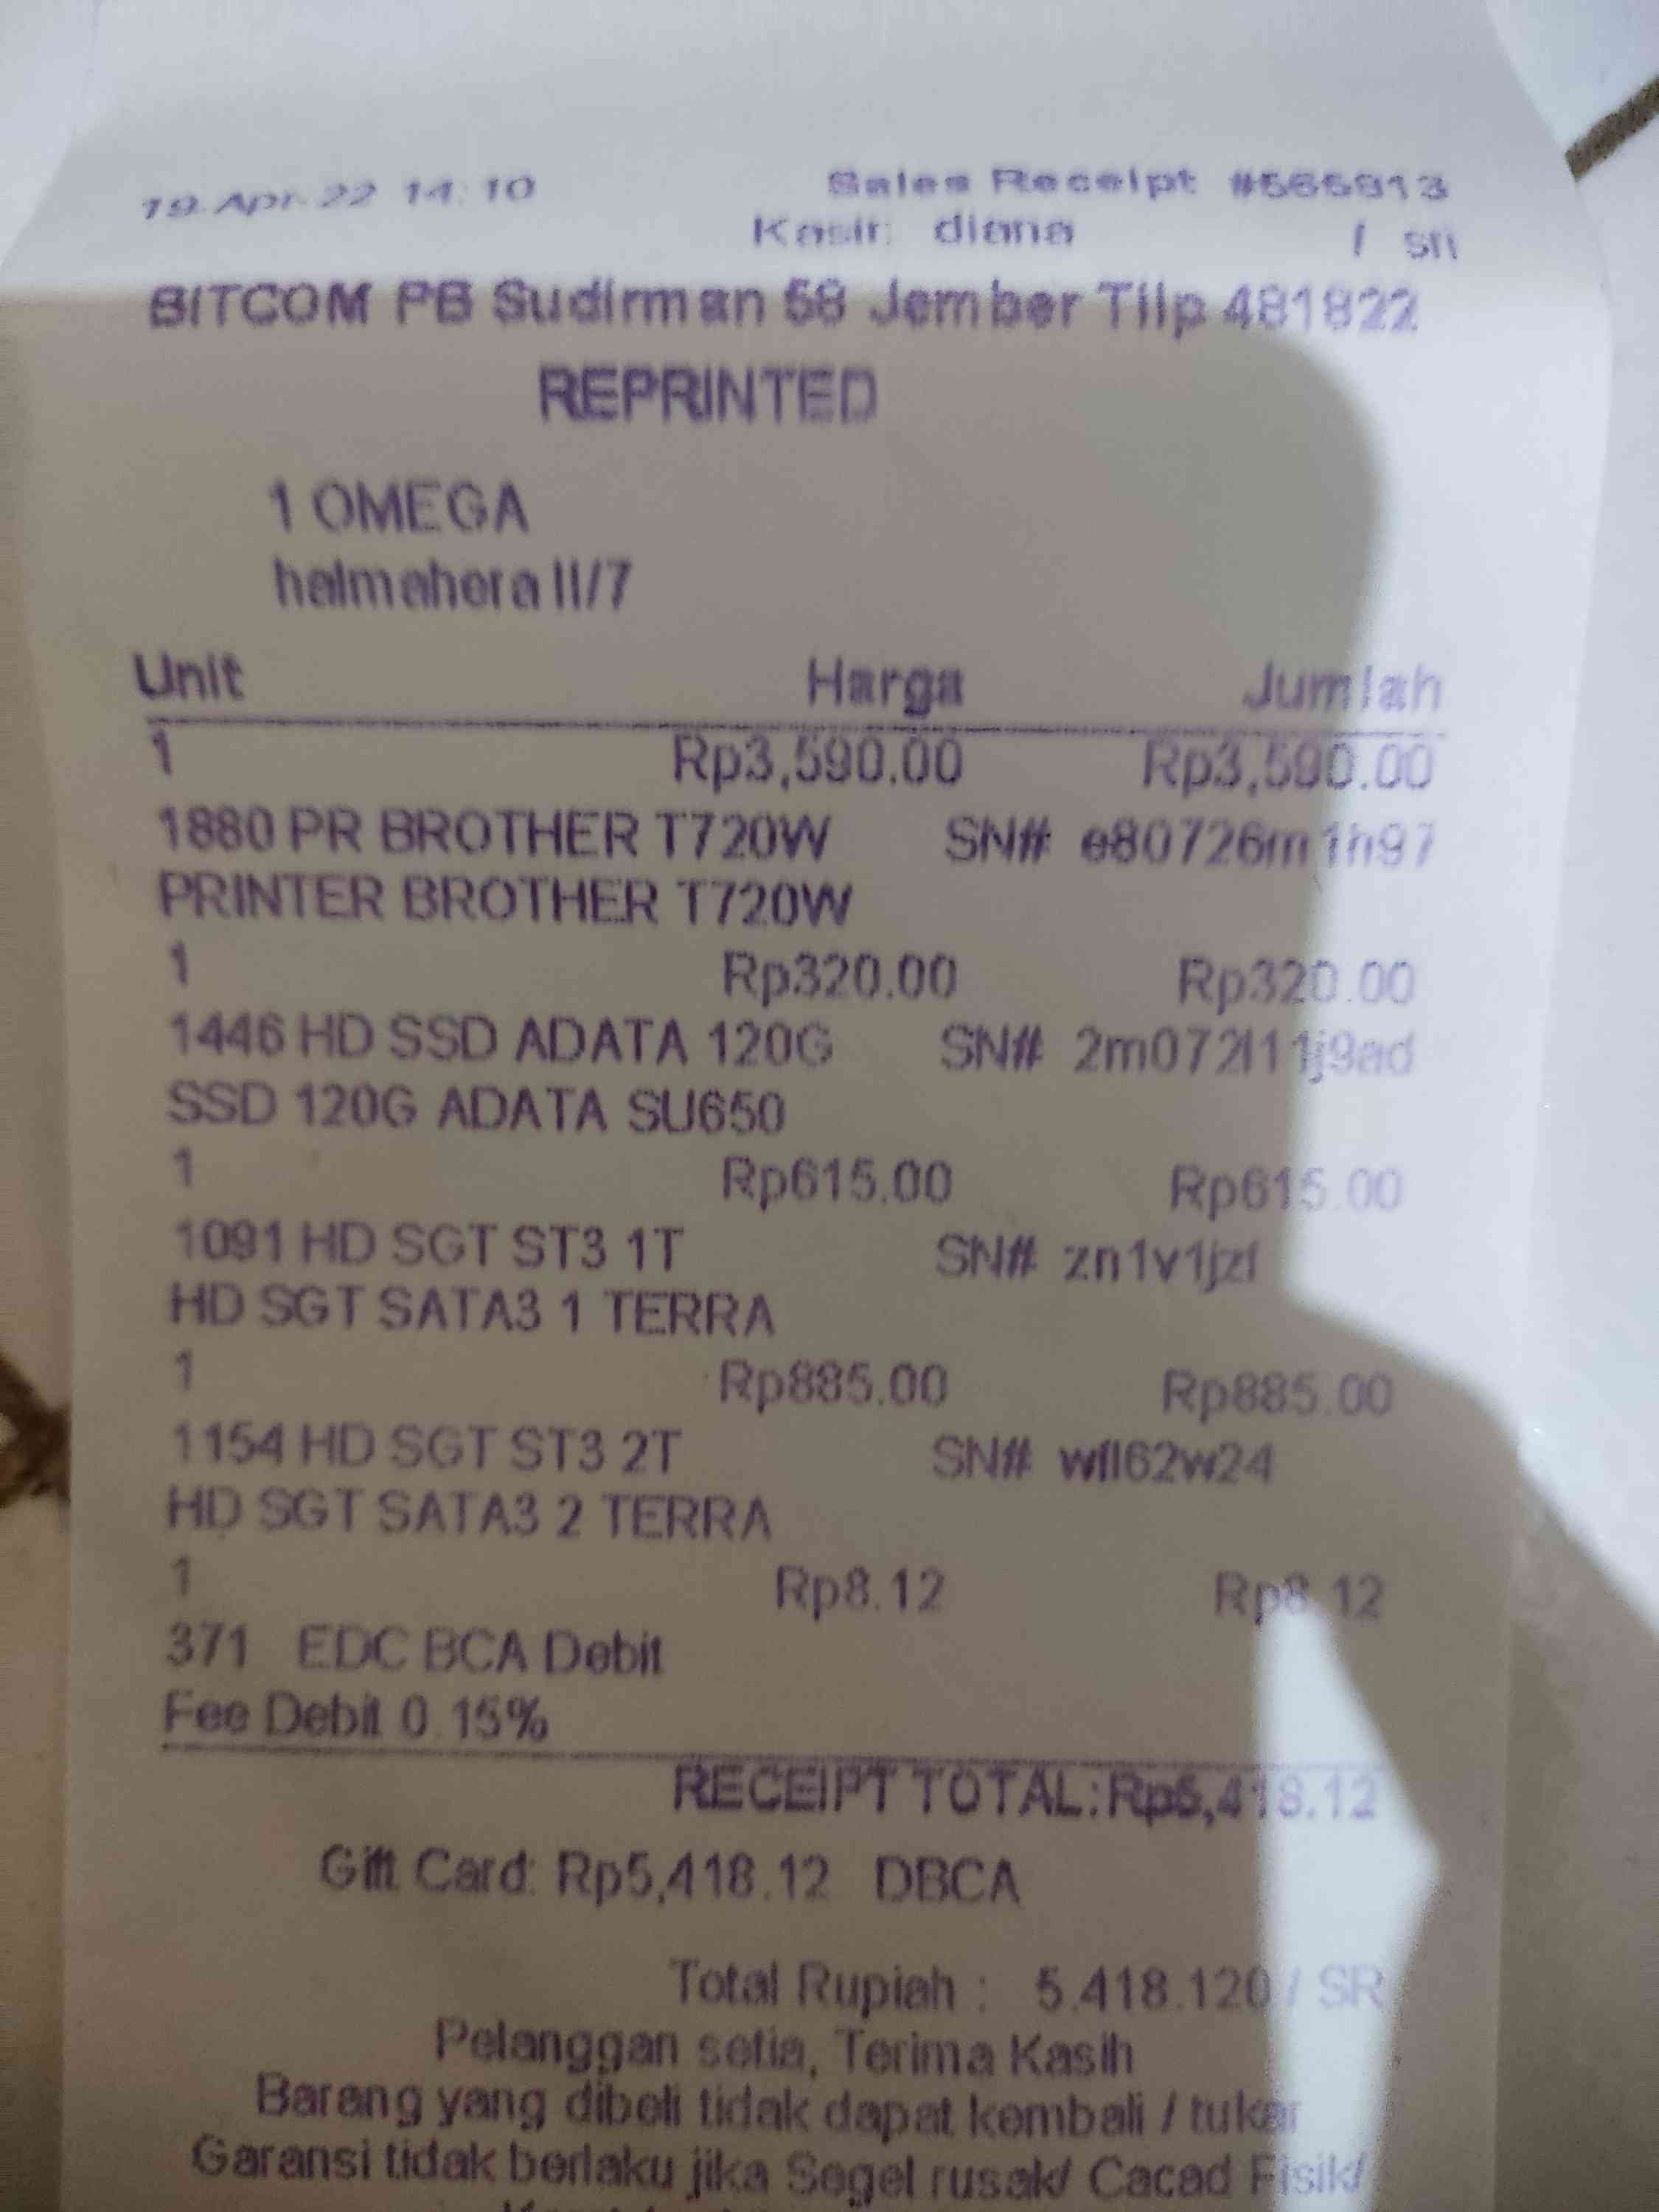 19-Apr-22 14:10 Sales Receipt #565913
Kasir: diana / sri
BITCOM PB Sudirman 58 Jember Tilp 481822
REPRINTED
1 OMEGA
halmahera II/7
Unit Harga Jumlah
1 Rp3,590.00 Rp3,590.00
1880 PR BROTHER T720W SN# e80726m1h97
PRINTER BROTHER T720W
1 Rp320.00 Rp320.00
1446 HD SSD ADATA 120G SN# 2m072l11j9ad
SSD 120G ADATA SU650
1 Rp615.00 Rp615.00
1091 HD SGT ST3 1T SN# zn1v1jzf
HD SGT SATA3 1 TERRA
1 Rp885.00 Rp885.00
1154 HD SGT ST3 2T SN# wfl62w24
HD SGT SATA3 2 TERRA
1 Rp8.12 Rp8.12
371 EDC BCA Debit
Fee Debit 0.15%
RECEIPT TOTAL: Rp5,418.12
Gift Card: Rp5,418.12 DBCA
Total Rupiah : 5.418.120 / SR
Pelanggan setia, Terima Kasih
Barang yang dibeli tidak dapat kembali / tukar
Garansi tidak berlaku jika Segel rusak/ Cacad Fisik/